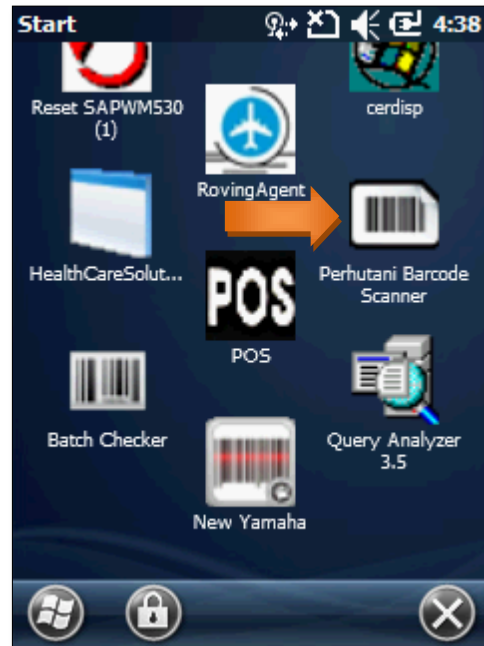 Start 4:38
Reset SAPWM530
(1)
cerdisp
RovingAgent
HealthCareSolut...
Perhutani Barcode
Scanner
POS
POS
Batch Checker
Query Analyzer
3.5
New Yamaha